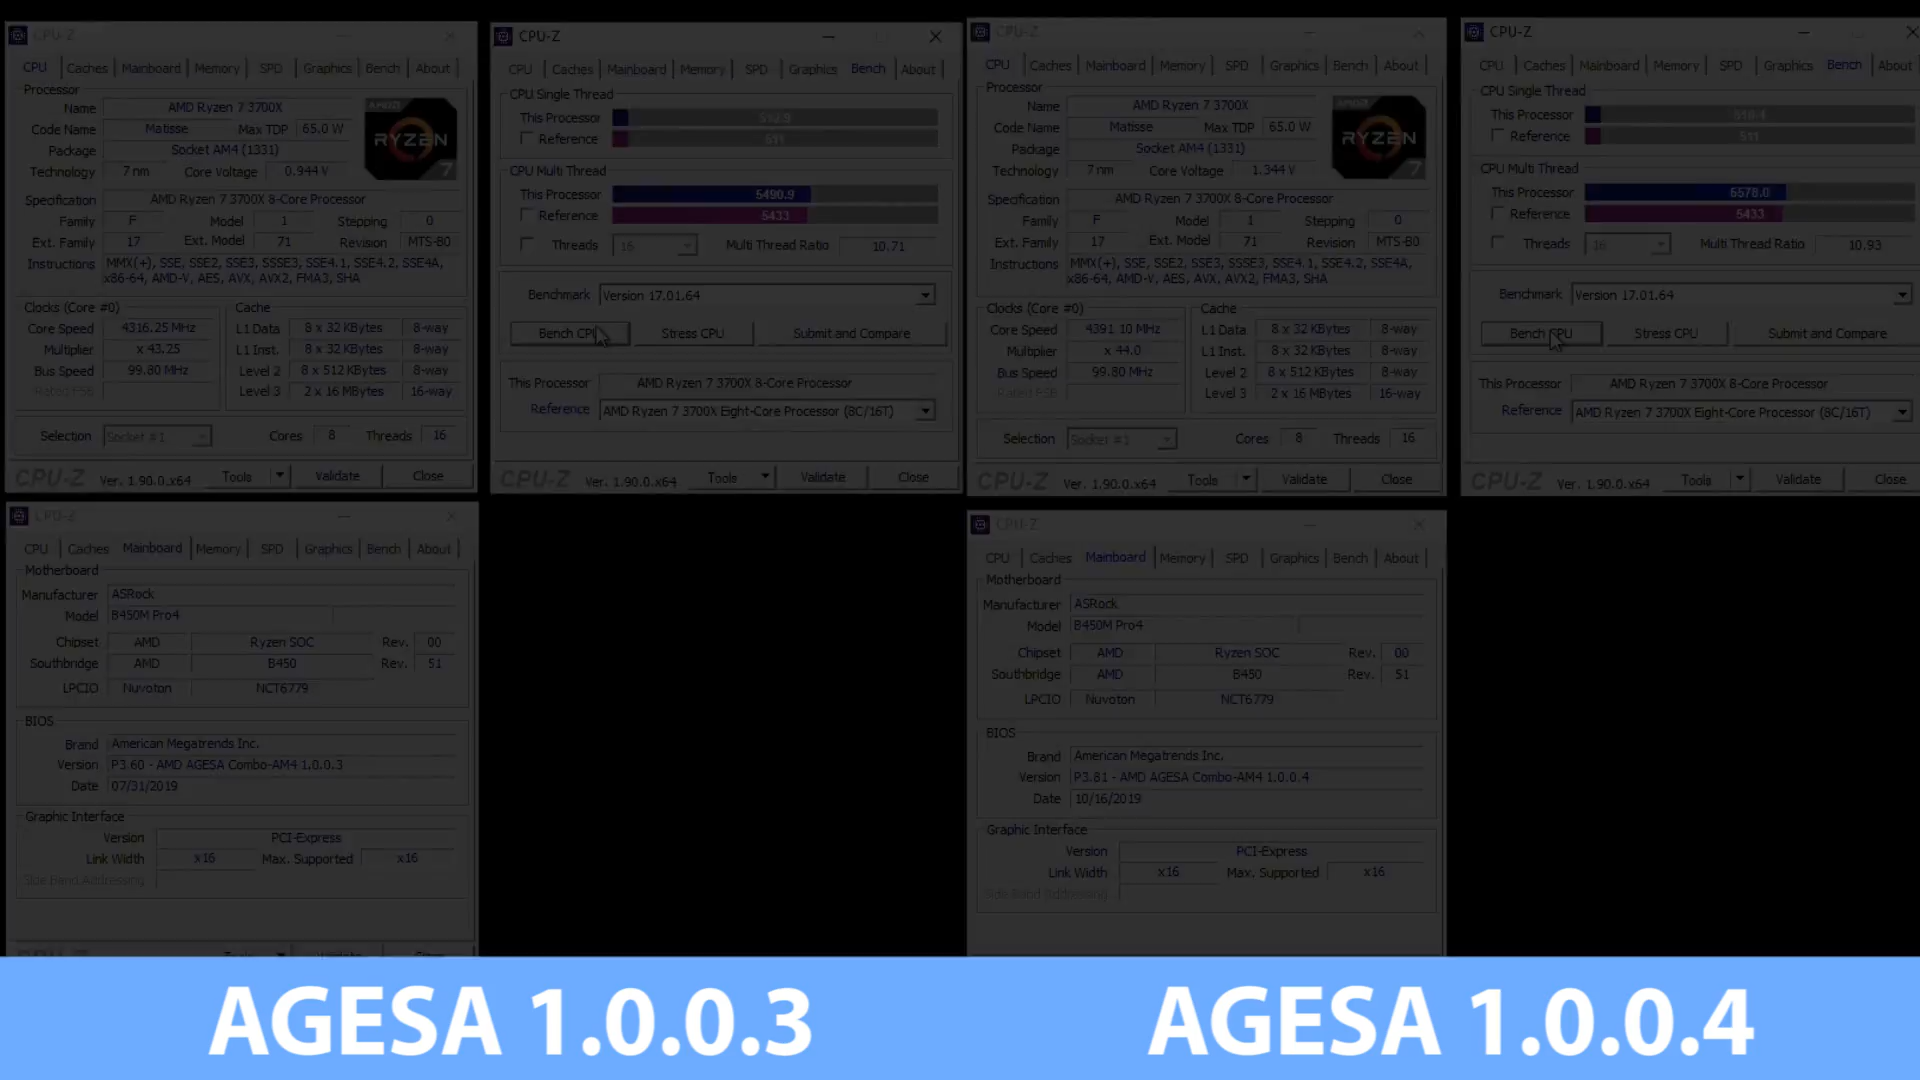 CPU-Z
CPU Caches Mainboard Memory SPD Graphics Bench About
Processor
Name AMD Ryzen 7 3700X
Code Name Matisse Max TDP 65.0 W
Package Socket AM4 (1331)
Technology 7 nm Core Voltage 0.944 V
AMD
RYZEN
7
Specification AMD Ryzen 7 3700X 8-Core Processor
Family F Model 1 Stepping 0
Ext. Family 17 Ext. Model 71 Revision MTS-B0
Instructions MMX(+), SSE, SSE2, SSE3, SSSE3, SSE4.1, SSE4.2, SSE4A,
x86-64, AMD-V, AES, AVX, AVX2, FMA3, SHA
Clocks (Core #0) Cache
Core Speed 4316.25 MHz L1 Data 8 x 32 KBytes 8-way
Multiplier x 43.25 L1 Inst. 8 x 32 KBytes 8-way
Bus Speed 99.80 MHz Level 2 8 x 512 KBytes 8-way
Rated FSB Level 3 2 x 16 MBytes 16-way
Selection Socket #1 Cores 8 Threads 16
CPU-Z Ver. 1.90.0.x64 Tools Validate Close
CPU-Z
CPU Caches Mainboard Memory SPD Graphics Bench About
CPU Single Thread
This Processor
Reference 511
CPU Multi Thread
This Processor 5490.9
Reference 5433
Threads 16 Multi Thread Ratio 10.71
Benchmark Version 17.01.64
Bench CPU Stress CPU Submit and Compare
This Processor AMD Ryzen 7 3700X 8-Core Processor
Reference AMD Ryzen 7 3700X Eight-Core Processor (8C/16T)
CPU-Z Ver. 1.90.0.x64 Tools Validate Close
CPU-Z
CPU Caches Mainboard Memory SPD Graphics Bench About
Processor
Name AMD Ryzen 7 3700X
Code Name Matisse Max TDP 65.0 W
Package Socket AM4 (1331)
Technology 7 nm Core Voltage 1.344 V
AMD
RYZEN
7
Specification AMD Ryzen 7 3700X 8-Core Processor
Family F Model 1 Stepping 0
Ext. Family 17 Ext. Model 71 Revision MTS-B0
Instructions MMX(+), SSE, SSE2, SSE3, SSSE3, SSE4.1, SSE4.2, SSE4A,
x86-64, AMD-V, AES, AVX, AVX2, FMA3, SHA
Clocks (Core #0) Cache
Core Speed 4391.10 MHz L1 Data 8 x 32 KBytes 8-way
Multiplier x 44.0 L1 Inst. 8 x 32 KBytes 8-way
Bus Speed 99.80 MHz Level 2 8 x 512 KBytes 8-way
Rated FSB Level 3 2 x 16 MBytes 16-way
Selection Socket #1 Cores 8 Threads 16
CPU-Z Ver. 1.90.0.x64 Tools Validate Close
CPU-Z
CPU Caches Mainboard Memory SPD Graphics Bench About
CPU Single Thread
This Processor
Reference 511
CPU Multi Thread
This Processor 5578.0
Reference 5433
Threads 16 Multi Thread Ratio 10.93
Benchmark Version 17.01.64
Bench CPU Stress CPU Submit and Compare
This Processor AMD Ryzen 7 3700X 8-Core Processor
Reference AMD Ryzen 7 3700X Eight-Core Processor (8C/16T)
CPU-Z Ver. 1.90.0.x64 Tools Validate Close
CPU-Z
CPU Caches Mainboard Memory SPD Graphics Bench About
Motherboard
Manufacturer ASRock
Model B450M Pro4
Chipset AMD Ryzen SOC Rev. 00
Southbridge AMD B450 Rev. 51
LPCIO Nuvoton NCT6779
BIOS
Brand American Megatrends Inc.
Version P3.60 - AMD AGESA Combo-AM4 1.0.0.3
Date 07/31/2019
Graphic Interface
Version PCI-Express
Link Width x16 Max. Supported x16
Side Band Addressing
CPU-Z
CPU Caches Mainboard Memory SPD Graphics Bench About
Motherboard
Manufacturer ASRock
Model B450M Pro4
Chipset AMD Ryzen SOC Rev. 00
Southbridge AMD B450 Rev. 51
LPCIO Nuvoton NCT6779
BIOS
Brand American Megatrends Inc.
Version P3.81 - AMD AGESA Combo-AM4 1.0.0.4
Date 10/16/2019
Graphic Interface
Version PCI-Express
Link Width x16 Max. Supported x16
Side Band Addressing
AGESA 1.0.0.3
AGESA 1.0.0.4